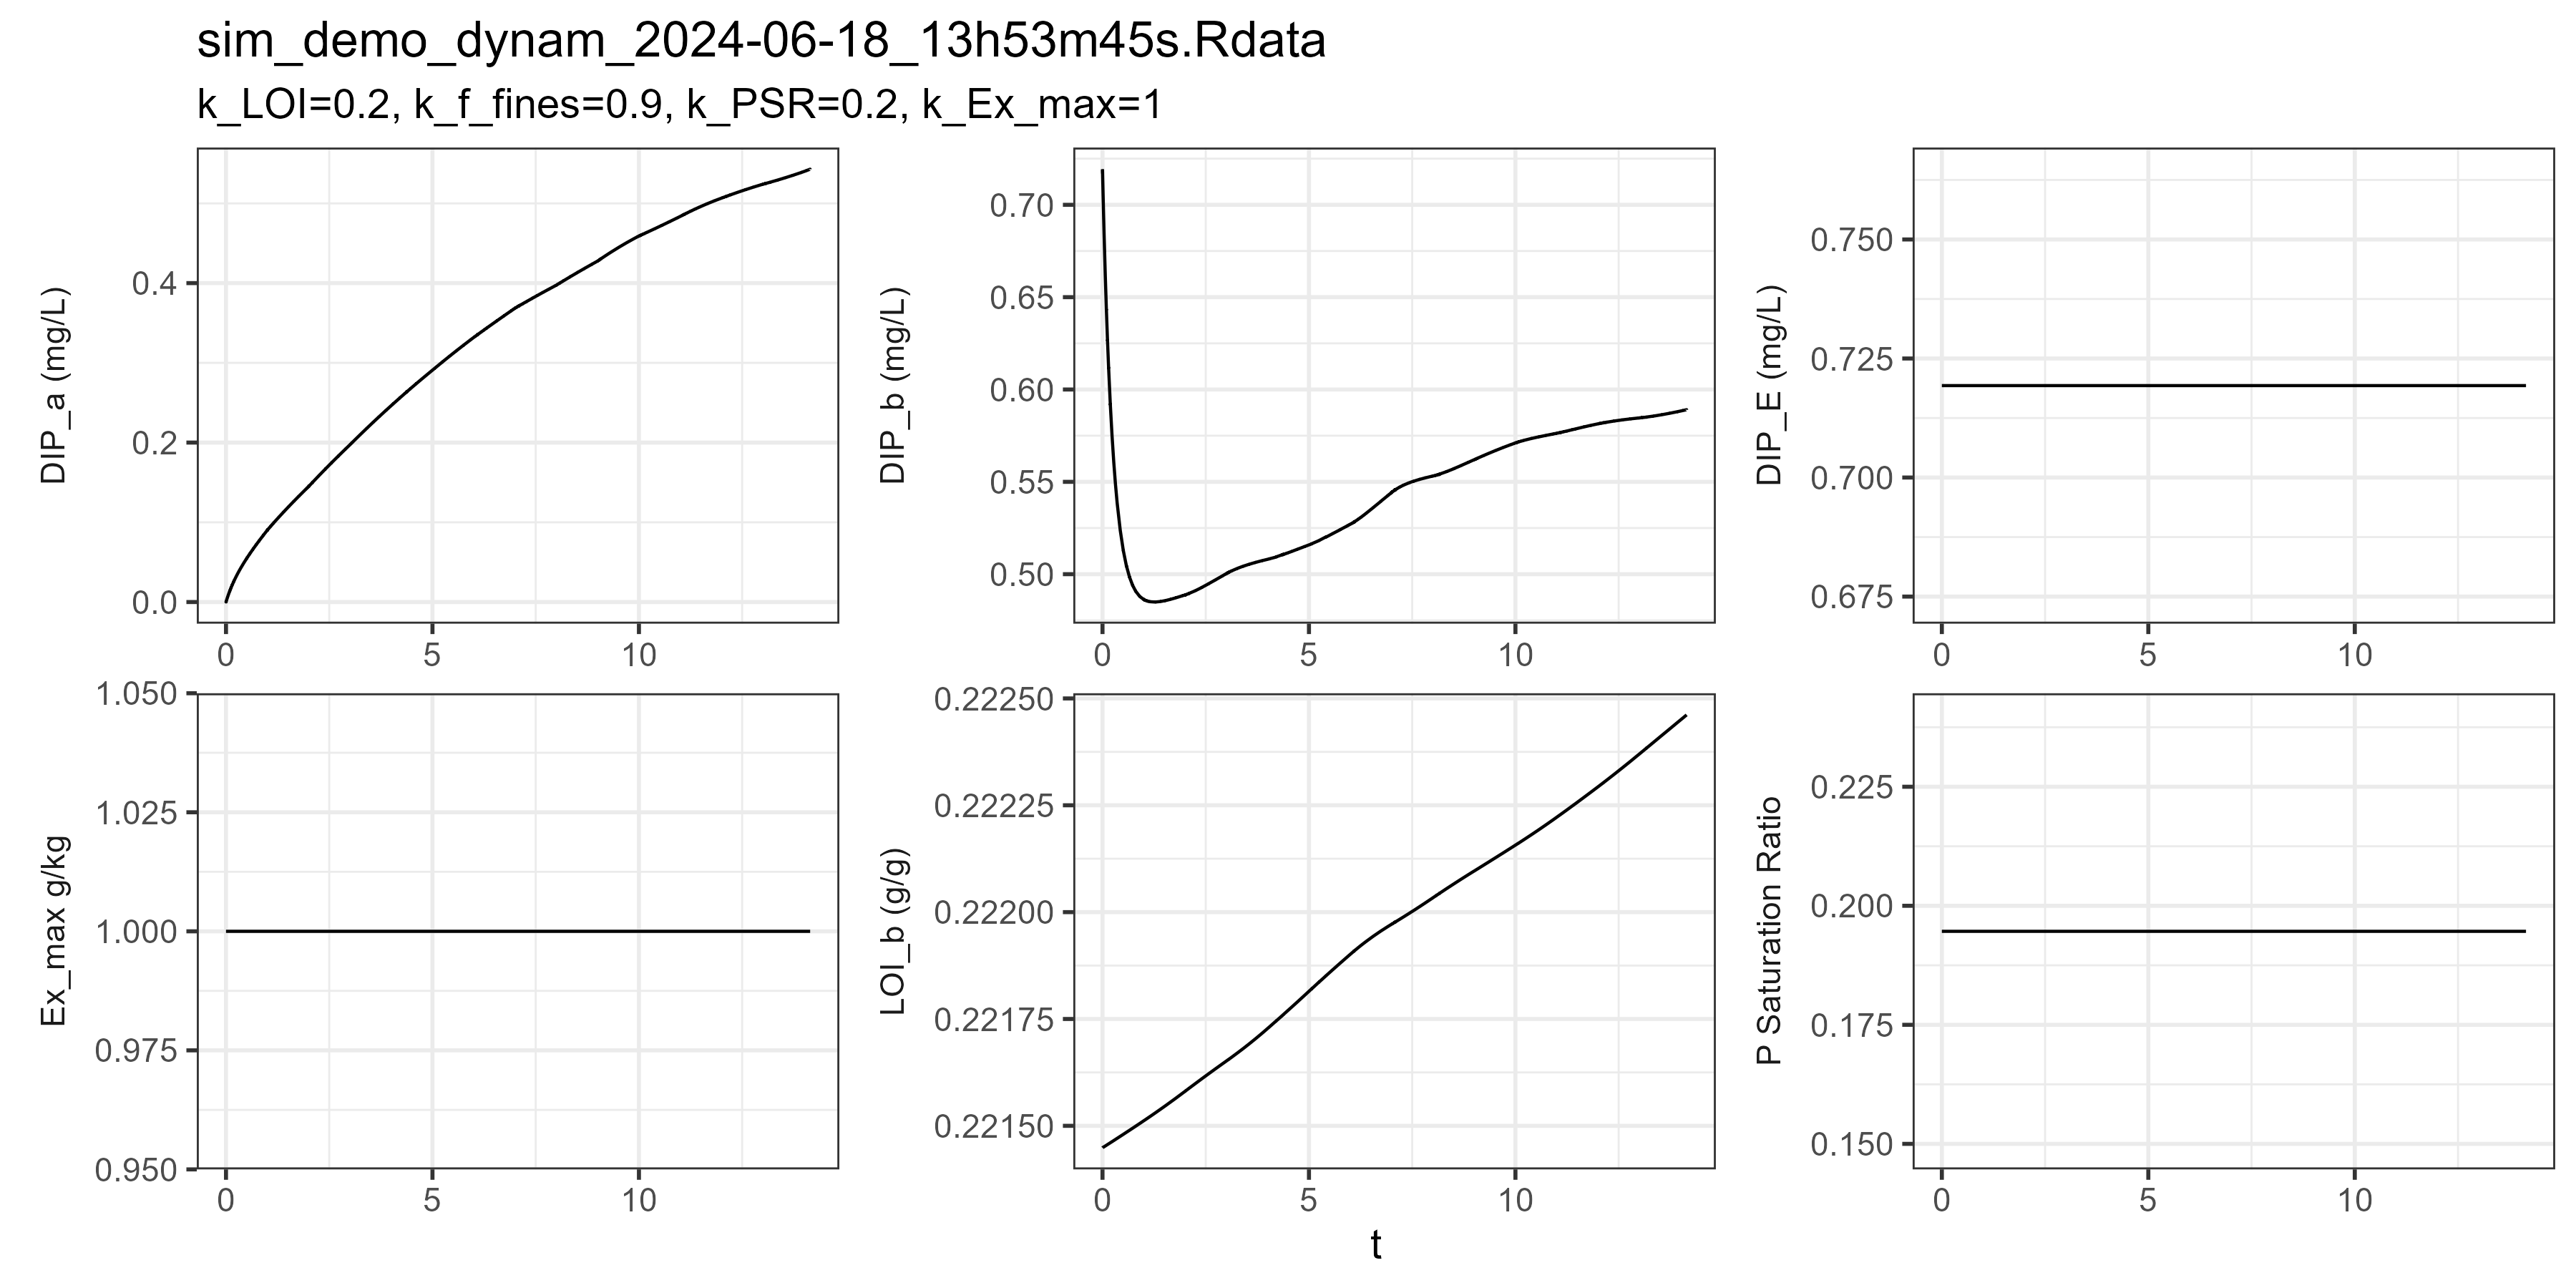 sim_demo_dynam_2024-06-18_13h53m45s.Rdata
k_LOI=0.2, k_f_fines=0.9, k_PSR=0.2, k_Ex_max=1
DIP_a (mg/L)
0.4
0.2
0.0
0 5 10
DIP_b (mg/L)
0.70
0.65
0.60
0.55
0.50
0 5 10
DIP_E (mg/L)
0.750
0.725
0.700
0.675
0 5 10
Ex_max g/kg
1.050
1.025
1.000
0.975
0.950
0 5 10
LOI_b (g/g)
0.22250
0.22225
0.22200
0.22175
0.22150
0 5 10
P Saturation Ratio
0.225
0.200
0.175
0.150
0 5 10
t